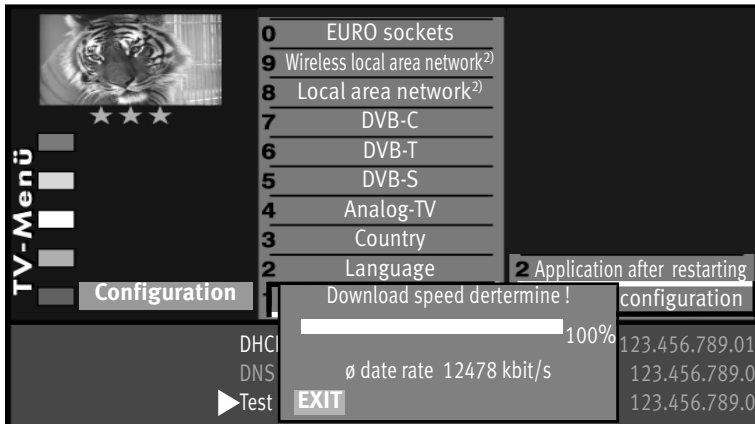 TV-Menü
0 EURO sockets
9 Wireless local area network2)
8 Local area network2)
7 DVB-C
6 DVB-T
5 DVB-S
4 Analog-TV
3 Country
2 Language
2 Application after restarting
Configuration
configuration
Download speed dertermine !
100%
ø date rate 12478 kbit/s
EXIT
123.456.789.01
DNS
123.456.789.0
Test
123.456.789.0